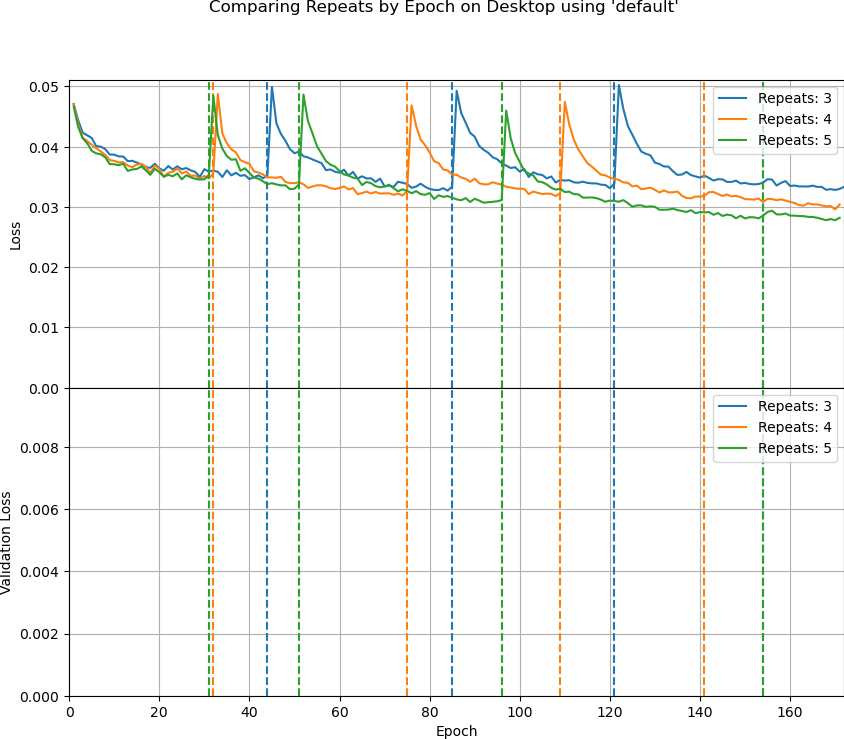 Comparing Repeats by Epoch on Desktop using 'default'
0.05
0.04
0.03
0.02
0.01
0.00
Loss
Repeats: 3
Repeats: 4
Repeats: 5
0.008
0.006
0.004
0.002
0.000
Validation Loss
Repeats: 3
Repeats: 4
Repeats: 5
0 20 40 60 80 100 120 140 160
Epoch